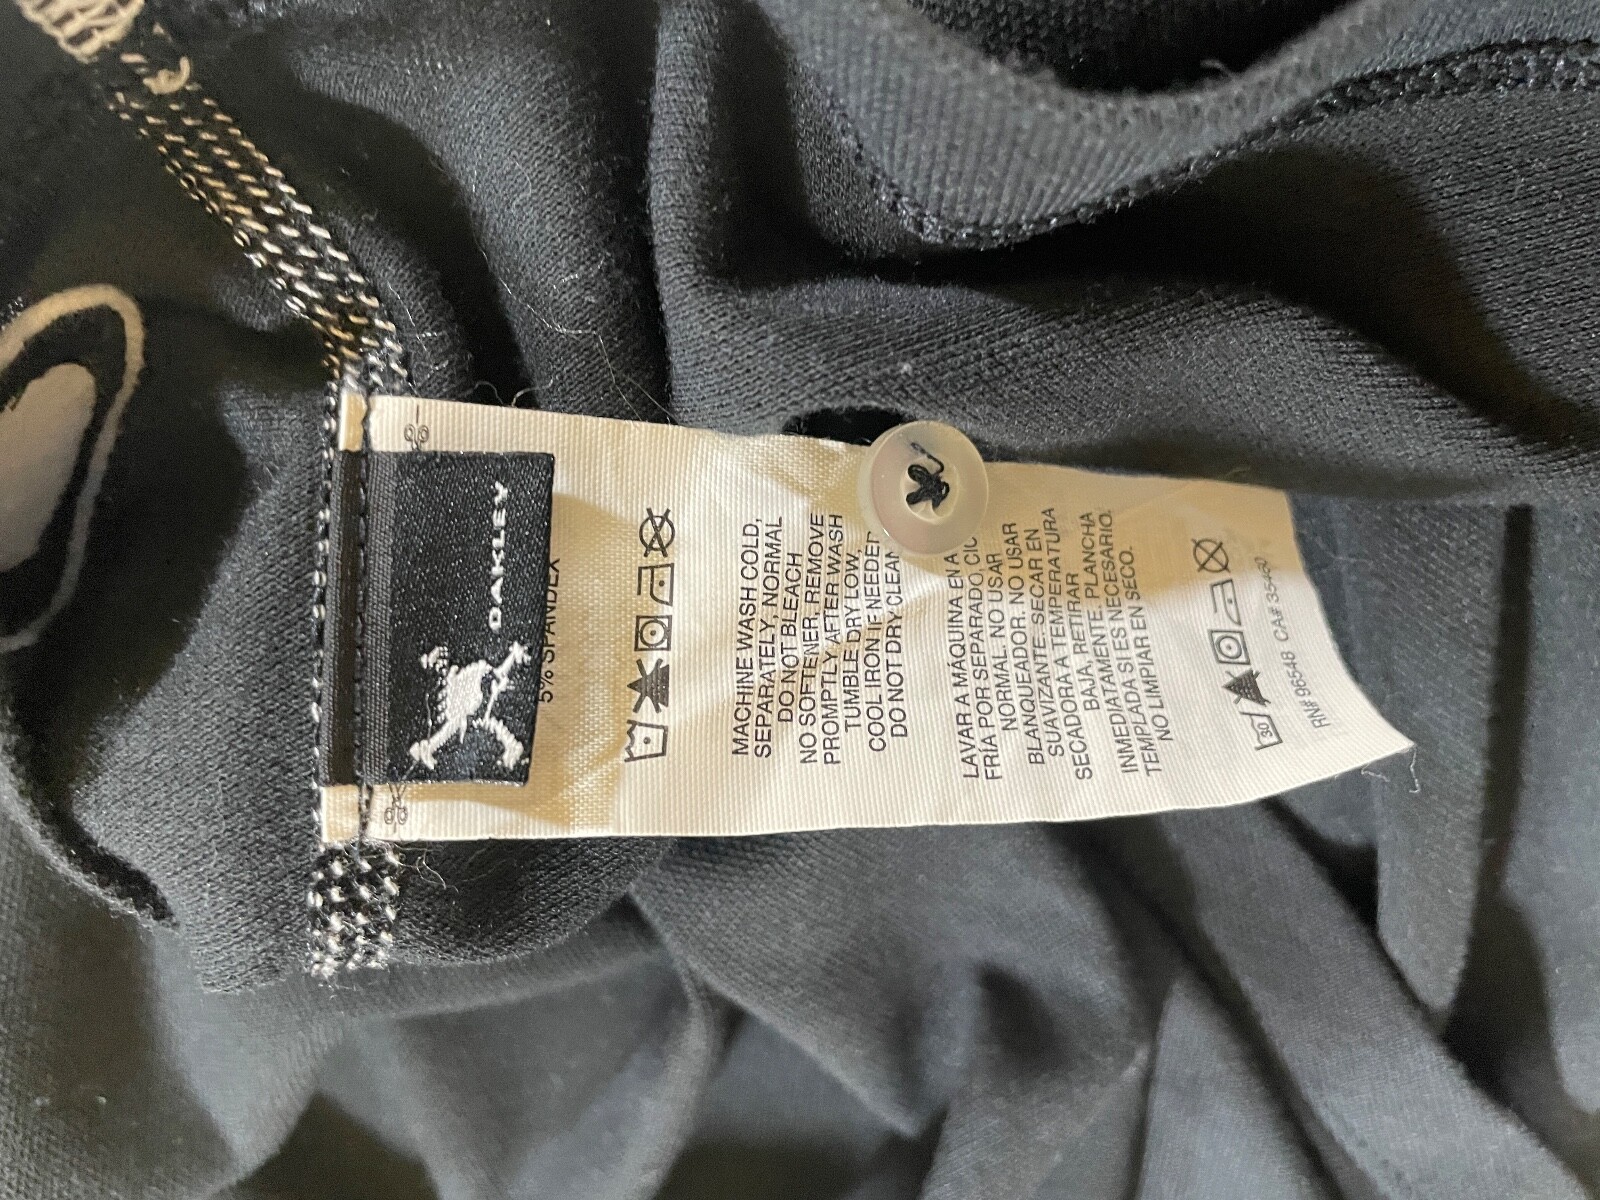 OAKLEY
5% SPANDEX
MACHINE WASH COLD,
SEPARATELY, NORMAL
DO NOT BLEACH
NO SOFTENER, REMOVE
PROMPTLY AFTER WASH
TUMBLE DRY LOW,
COOL IRON IF NEEDED
DO NOT DRY CLEAN
LAVAR A MÁQUINA EN A
FRÍA POR SEPARADO, CIC
NORMAL. NO USAR
BLANQUEADOR. NO USAR
SUAVIZANTE. SECAR EN
SECADORA A TEMPERATURA
BAJA, RETIRAR
INMEDIATAMENTE. PLANCHA
TEMPLADA SI ES NECESARIO.
NO LIMPIAR EN SECO.
30
RN# 96548 CA# 35460